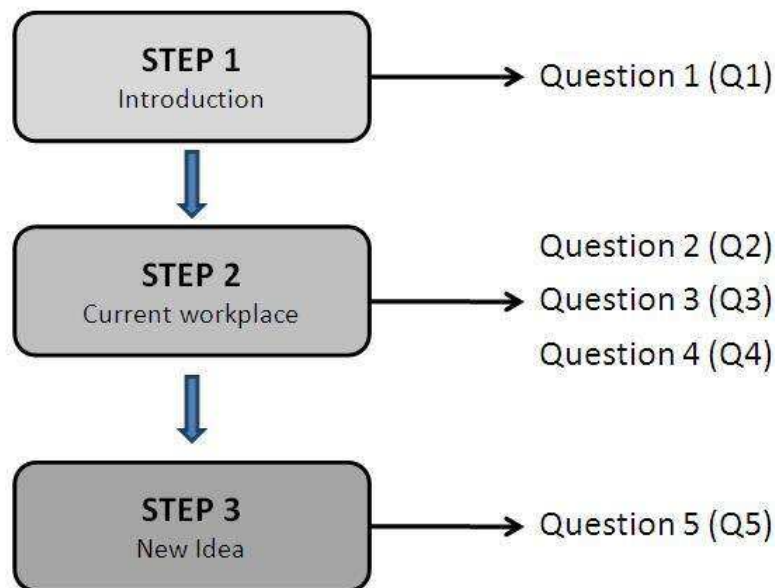 STEP 1
Introduction
Question 1 (Q1)
STEP 2
Current workplace
Question 2 (Q2)
Question 3 (Q3)
Question 4 (Q4)
STEP 3
New Idea
Question 5 (Q5)